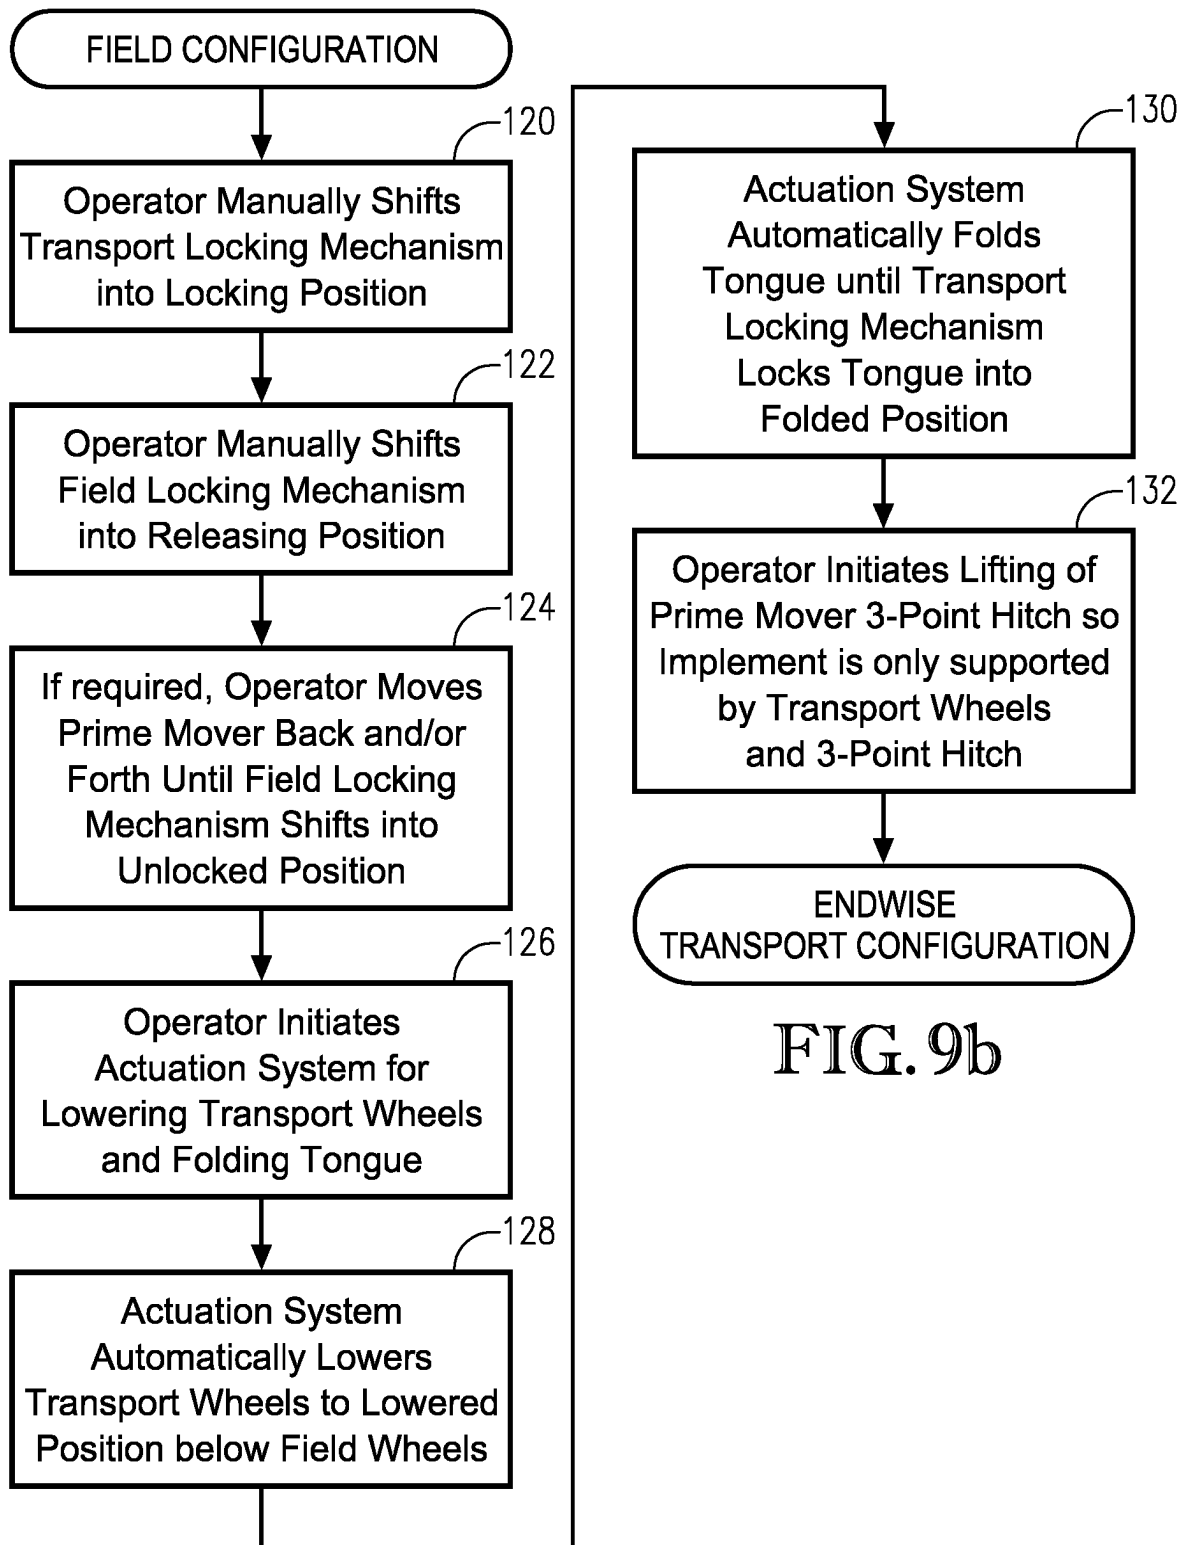 FIELD CONFIGURATION
120
Operator Manually Shifts
Transport Locking Mechanism
into Locking Position
122
Operator Manually Shifts
Field Locking Mechanism
into Releasing Position
124
If required, Operator Moves
Prime Mover Back and/or
Forth Until Field Locking
Mechanism Shifts into
Unlocked Position
126
Operator Initiates
Actuation System for
Lowering Transport Wheels
and Folding Tongue
128
Actuation System
Automatically Lowers
Transport Wheels to Lowered
Position below Field Wheels
130
Actuation System
Automatically Folds
Tongue until Transport
Locking Mechanism
Locks Tongue into
Folded Position
132
Operator Initiates Lifting of
Prime Mover 3-Point Hitch so
Implement is only supported
by Transport Wheels
and 3-Point Hitch
ENDWISE
TRANSPORT CONFIGURATION
FIG. 9b